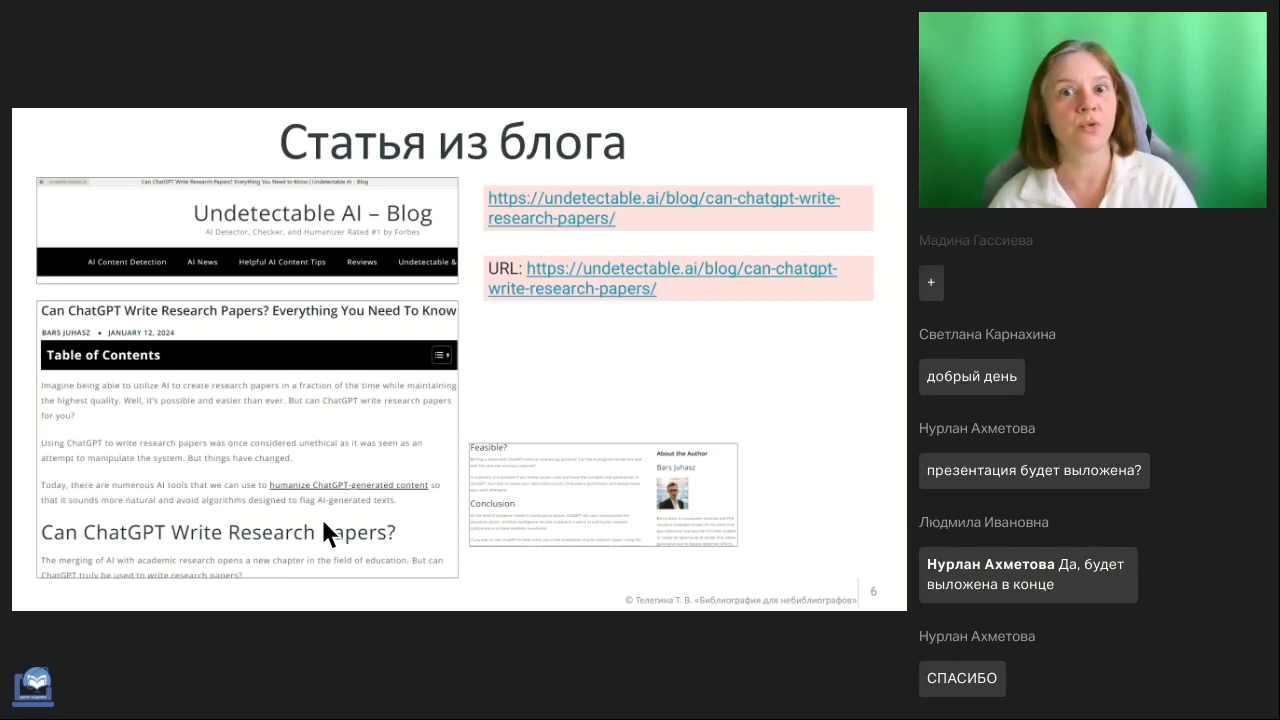 Статья из блога
undetectable.ai
Can ChatGPT Write Research Papers? Everything You Need to Know | Undetectable AI – Blog
Undetectable AI – Blog
AI Detector, Checker, and Humanizer Rated #1 by Forbes
AI Content Detection AI News Helpful AI Content Tips Reviews Undetectable &
Can ChatGPT Write Research Papers? Everything You Need To Know
BARS JUHASZ • JANUARY 12, 2024
Table of Contents
Imagine being able to utilize AI to create research papers in a fraction of the time while maintaining
the highest quality. Well, it's possible and easier than ever. But can ChatGPT write research papers
for you?
Using ChatGPT to write research papers was once considered unethical as it was seen as an
attempt to manipulate the system. But things have changed.
Today, there are numerous AI tools that we can use to humanize ChatGPT-generated content so
that it sounds more natural and avoid algorithms designed to flag AI-generated texts.
Can ChatGPT Write Research Papers?
The merging of AI with academic research opens a new chapter in the field of education. But can
ChatGPT truly be used to write research papers?
https://undetectable.ai/blog/can-chatgpt-write-
research-papers/
URL: https://undetectable.ai/blog/can-chatgpt-
write-research-papers/
Feasible?
Conclusion
About the Author
Bars Juhasz
© Телегина Т. В. «Библиография для небиблиографов»
6
Мадина Гассиева
+
Светлана Карнахина
добрый день
Нурлан Ахметова
презентация будет выложена?
Людмила Ивановна
Нурлан Ахметова Да, будет
выложена в конце
Нурлан Ахметова
СПАСИБО